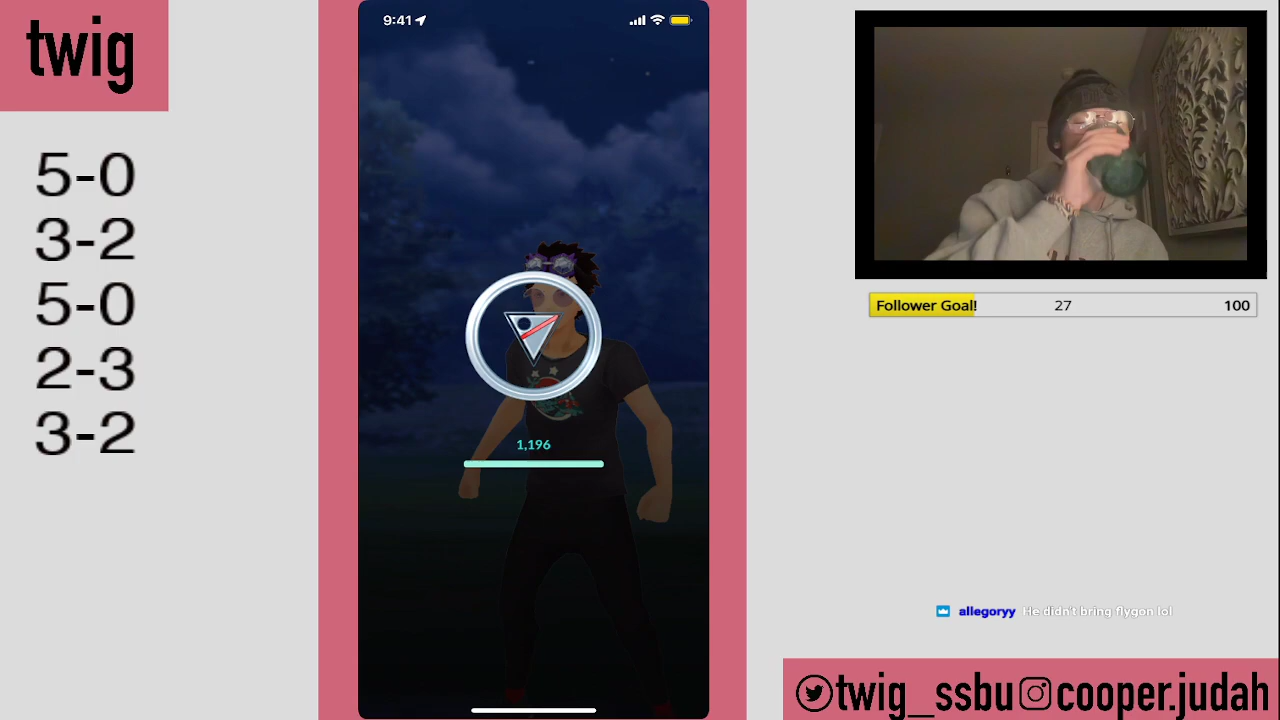 twig
5-0
3-2
5-0
2-3
3-2
9:41
1,196
Follower Goal! 27 100
allegoryy He didn't bring flygon lol
twig_ssbu cooper.judah